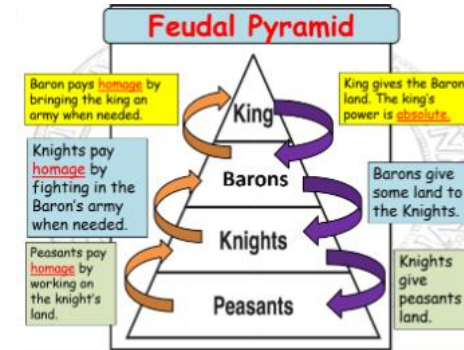 Feudal Pyramid
Baron pays homage by
bringing the king an
army when needed.
King gives the Baron
land. The king's
power is absolute.
King
Knights pay
homage by
fighting in the
Baron's army
when needed.
Barons
Barons give
some land to
the Knights.
Knights
Peasants pay
homage by
working on
the knight's
land.
Knights
give
peasants
land.
Peasants